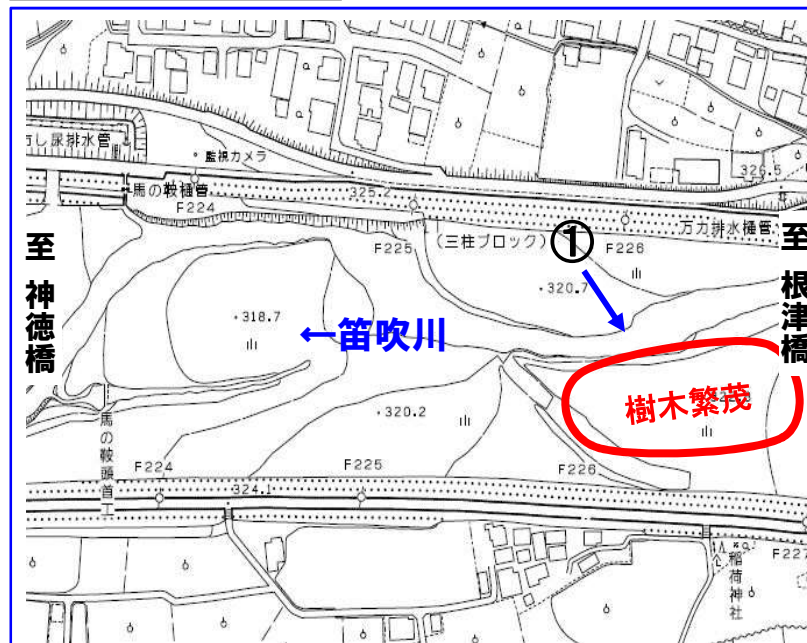 326.5
方し尿排水管
監視カメラ
馬の鞍樋管
325.2
F224
F225
(三柱ブロック)
①
F226
万力排水樋管
至 神徳橋
至 根津橋
320.7
318.7
←笛吹川
樹木繁茂
320.2
馬の鞍頭首工
F224
F225
F226
324.1
稲荷神社
F227